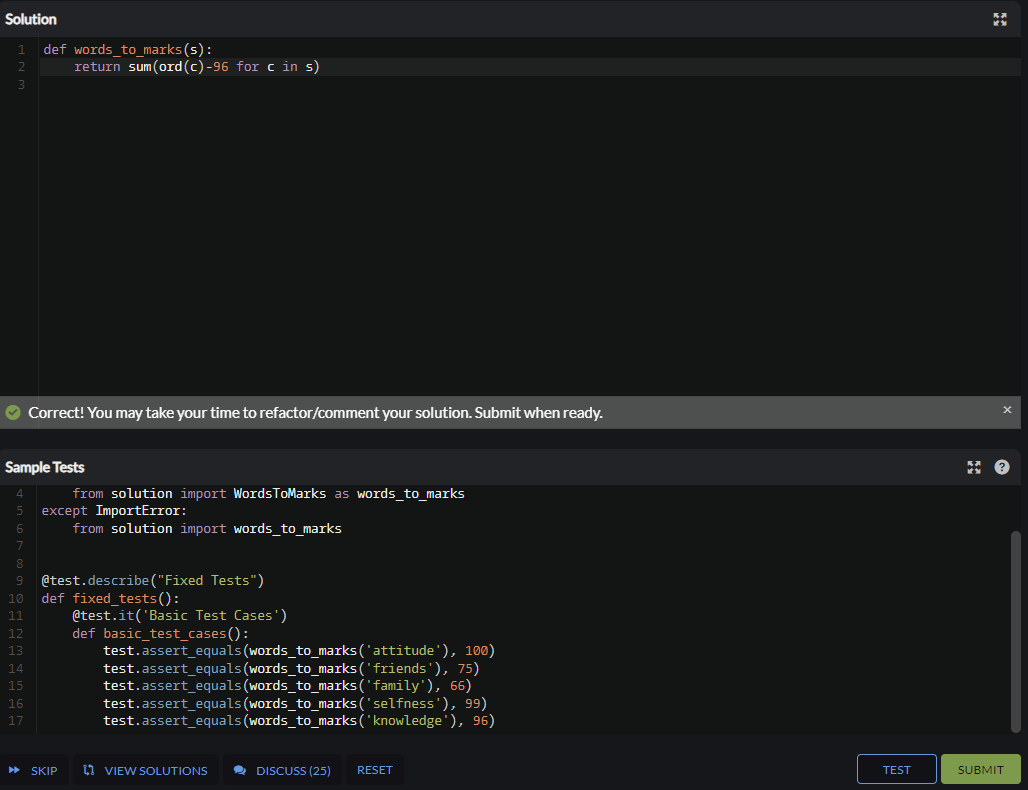 Solution
1 def words_to_marks(s):
2     return sum(ord(c)-96 for c in s)
3
Correct! You may take your time to refactor/comment your solution. Submit when ready. ×
Sample Tests ?
4     from solution import WordsToMarks as words_to_marks
5 except ImportError:
6     from solution import words_to_marks
7
8
9 @test.describe("Fixed Tests")
10 def fixed_tests():
11     @test.it('Basic Test Cases')
12     def basic_test_cases():
13         test.assert_equals(words_to_marks('attitude'), 100)
14         test.assert_equals(words_to_marks('friends'), 75)
15         test.assert_equals(words_to_marks('family'), 66)
16         test.assert_equals(words_to_marks('selfness'), 99)
17         test.assert_equals(words_to_marks('knowledge'), 96)
SKIP VIEW SOLUTIONS DISCUSS (25) RESET TEST SUBMIT